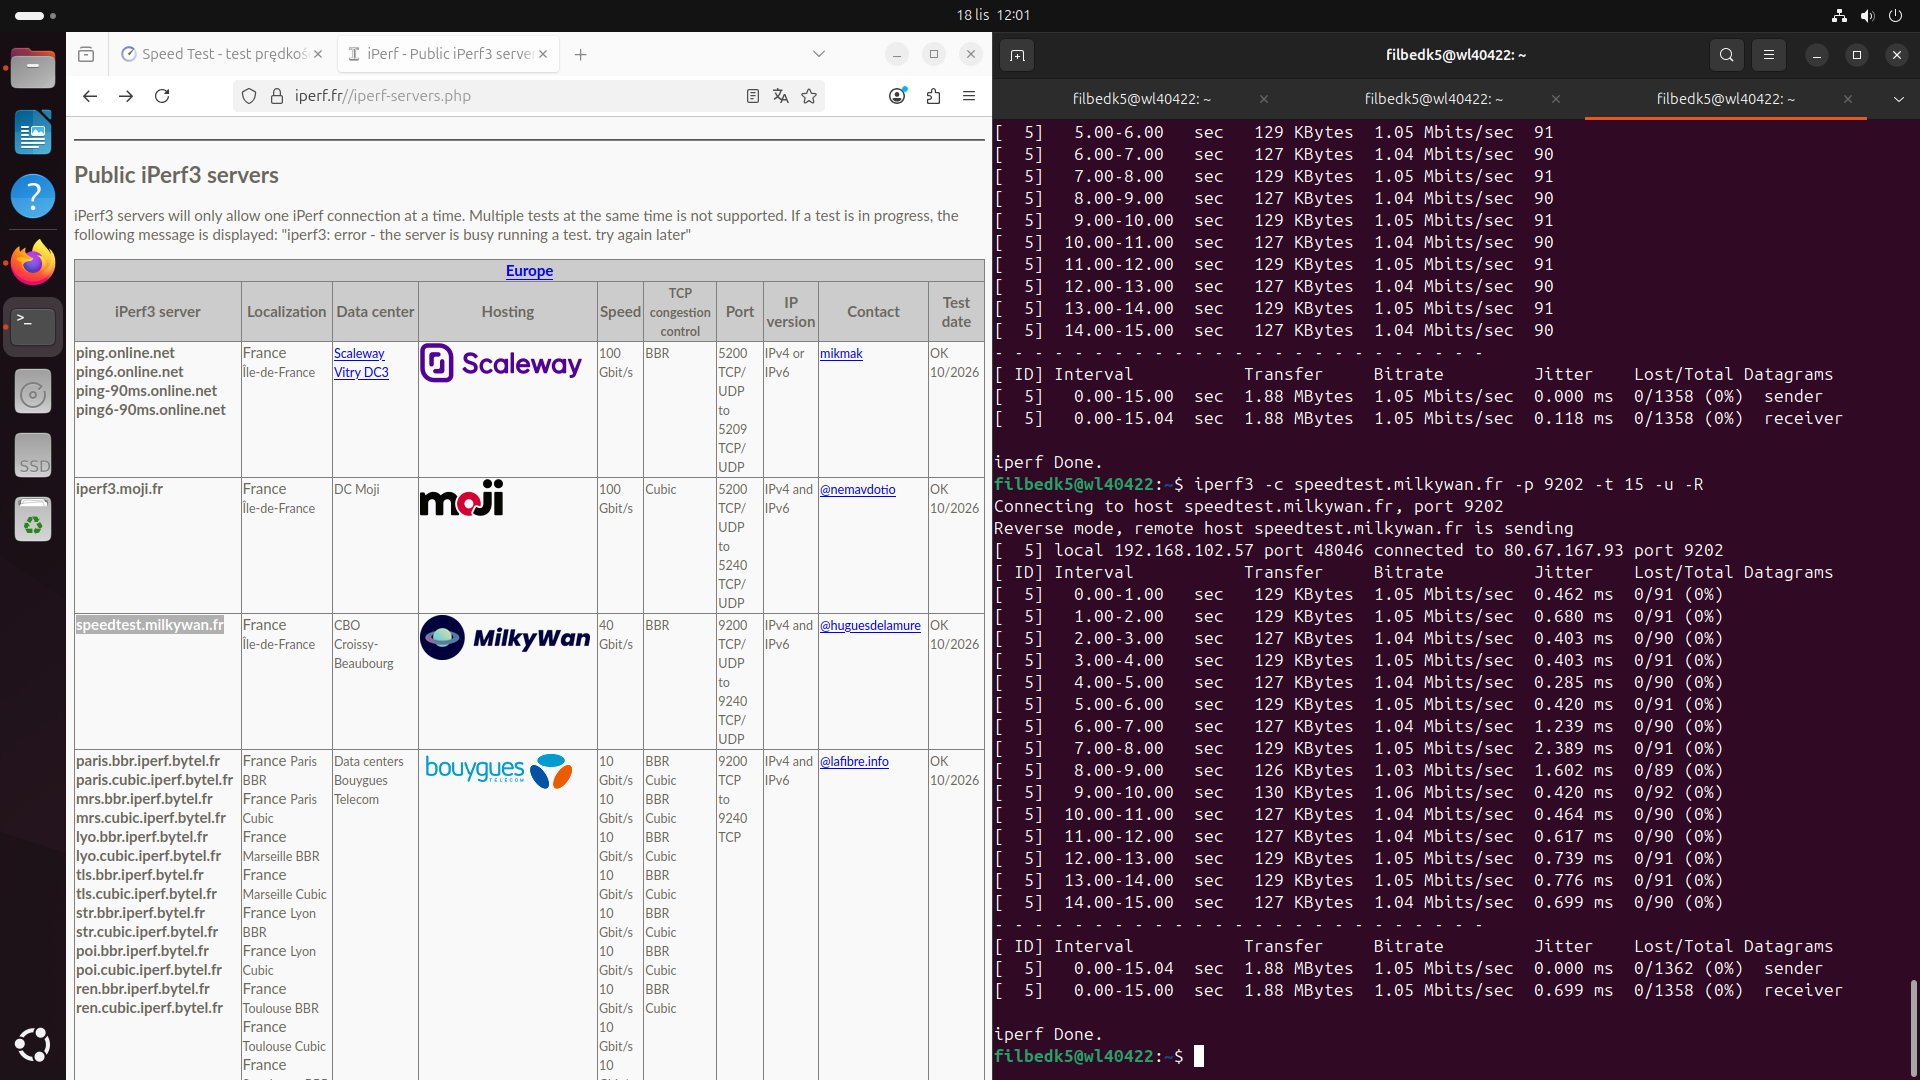 18 lis 12:01
Speed Test - test prędkoś
iPerf - Public iPerf3 serve
iperf.fr//iperf-servers.php
Public iPerf3 servers
iPerf3 servers will only allow one iPerf connection at a time. Multiple tests at the same time is not supported. If a test is in progress, the
following message is displayed: "iperf3: error - the server is busy running a test. try again later"
Europe
iPerf3 server
Localization
Data center
Hosting
Speed
TCP
congestion
control
Port
IP
version
Contact
Test
date
ping.online.net
ping6.online.net
ping-90ms.online.net
ping6-90ms.online.net
France
Île-de-France
Scaleway
Vitry DC3
Scaleway
100
Gbit/s
BBR
5200
TCP/
UDP
to
5209
TCP/
UDP
IPv4 or
IPv6
mikmak
OK
10/2026
iperf3.moji.fr
France
Île-de-France
DC Moji
moji
100
Gbit/s
Cubic
5200
TCP/
UDP
to
5240
TCP/
UDP
IPv4 and
IPv6
@nemavdotio
OK
10/2026
speedtest.milkywan.fr
France
Île-de-France
CBO
Croissy-
Beaubourg
MilkyWan
40
Gbit/s
BBR
9200
TCP/
UDP
to
9240
TCP/
UDP
IPv4 and
IPv6
@huguesdelamure
OK
10/2026
paris.bbr.iperf.bytel.fr
paris.cubic.iperf.bytel.fr
mrs.bbr.iperf.bytel.fr
mrs.cubic.iperf.bytel.fr
lyo.bbr.iperf.bytel.fr
lyo.cubic.iperf.bytel.fr
tls.bbr.iperf.bytel.fr
tls.cubic.iperf.bytel.fr
str.bbr.iperf.bytel.fr
str.cubic.iperf.bytel.fr
poi.bbr.iperf.bytel.fr
poi.cubic.iperf.bytel.fr
ren.bbr.iperf.bytel.fr
ren.cubic.iperf.bytel.fr
France Paris
BBR
France Paris
Cubic
France
Marseille BBR
France
Marseille Cubic
France Lyon
BBR
France Lyon
Cubic
France
Toulouse BBR
France
Toulouse Cubic
France
Data centers
Bouygues
Telecom
bouygues
TELECOM
10
Gbit/s
10
Gbit/s
10
Gbit/s
10
Gbit/s
10
Gbit/s
10
Gbit/s
10
Gbit/s
10
Gbit/s
10
BBR
Cubic
BBR
Cubic
BBR
Cubic
BBR
Cubic
BBR
Cubic
BBR
Cubic
BBR
Cubic
9200
TCP
to
9240
TCP
IPv4 and
IPv6
@lafibre.info
OK
10/2026
SSD
filbedk5@wl40422: ~
filbedk5@wl40422: ~
filbedk5@wl40422: ~
filbedk5@wl40422: ~
[  5]   5.00-6.00   sec   129 KBytes  1.05 Mbits/sec  91
[  5]   6.00-7.00   sec   127 KBytes  1.04 Mbits/sec  90
[  5]   7.00-8.00   sec   129 KBytes  1.05 Mbits/sec  91
[  5]   8.00-9.00   sec   127 KBytes  1.04 Mbits/sec  90
[  5]   9.00-10.00  sec   129 KBytes  1.05 Mbits/sec  91
[  5]  10.00-11.00  sec   127 KBytes  1.04 Mbits/sec  90
[  5]  11.00-12.00  sec   129 KBytes  1.05 Mbits/sec  91
[  5]  12.00-13.00  sec   127 KBytes  1.04 Mbits/sec  90
[  5]  13.00-14.00  sec   129 KBytes  1.05 Mbits/sec  91
[  5]  14.00-15.00  sec   127 KBytes  1.04 Mbits/sec  90
- - - - - - - - - - - - - - - - - - - - - - - - -
[ ID] Interval           Transfer     Bitrate         Jitter    Lost/Total Datagrams
[  5]   0.00-15.00  sec  1.88 MBytes  1.05 Mbits/sec  0.000 ms  0/1358 (0%)  sender
[  5]   0.00-15.04  sec  1.88 MBytes  1.05 Mbits/sec  0.118 ms  0/1358 (0%)  receiver
iperf Done.
filbedk5@wl40422:~$ iperf3 -c speedtest.milkywan.fr -p 9202 -t 15 -u -R
Connecting to host speedtest.milkywan.fr, port 9202
Reverse mode, remote host speedtest.milkywan.fr is sending
[  5] local 192.168.102.57 port 48046 connected to 80.67.167.93 port 9202
[ ID] Interval           Transfer     Bitrate         Jitter    Lost/Total Datagrams
[  5]   0.00-1.00   sec   129 KBytes  1.05 Mbits/sec  0.462 ms  0/91 (0%)
[  5]   1.00-2.00   sec   129 KBytes  1.05 Mbits/sec  0.680 ms  0/91 (0%)
[  5]   2.00-3.00   sec   127 KBytes  1.04 Mbits/sec  0.403 ms  0/90 (0%)
[  5]   3.00-4.00   sec   129 KBytes  1.05 Mbits/sec  0.403 ms  0/91 (0%)
[  5]   4.00-5.00   sec   127 KBytes  1.04 Mbits/sec  0.285 ms  0/90 (0%)
[  5]   5.00-6.00   sec   129 KBytes  1.05 Mbits/sec  0.420 ms  0/91 (0%)
[  5]   6.00-7.00   sec   127 KBytes  1.04 Mbits/sec  1.239 ms  0/90 (0%)
[  5]   7.00-8.00   sec   129 KBytes  1.05 Mbits/sec  2.389 ms  0/91 (0%)
[  5]   8.00-9.00   sec   126 KBytes  1.03 Mbits/sec  1.602 ms  0/89 (0%)
[  5]   9.00-10.00  sec   130 KBytes  1.06 Mbits/sec  0.420 ms  0/92 (0%)
[  5]  10.00-11.00  sec   127 KBytes  1.04 Mbits/sec  0.464 ms  0/90 (0%)
[  5]  11.00-12.00  sec   127 KBytes  1.04 Mbits/sec  0.617 ms  0/90 (0%)
[  5]  12.00-13.00  sec   129 KBytes  1.05 Mbits/sec  0.739 ms  0/91 (0%)
[  5]  13.00-14.00  sec   129 KBytes  1.05 Mbits/sec  0.776 ms  0/91 (0%)
[  5]  14.00-15.00  sec   127 KBytes  1.04 Mbits/sec  0.699 ms  0/90 (0%)
- - - - - - - - - - - - - - - - - - - - - - - - -
[ ID] Interval           Transfer     Bitrate         Jitter    Lost/Total Datagrams
[  5]   0.00-15.04  sec  1.88 MBytes  1.05 Mbits/sec  0.000 ms  0/1362 (0%)  sender
[  5]   0.00-15.00  sec  1.88 MBytes  1.05 Mbits/sec  0.699 ms  0/1358 (0%)  receiver
iperf Done.
filbedk5@wl40422:~$